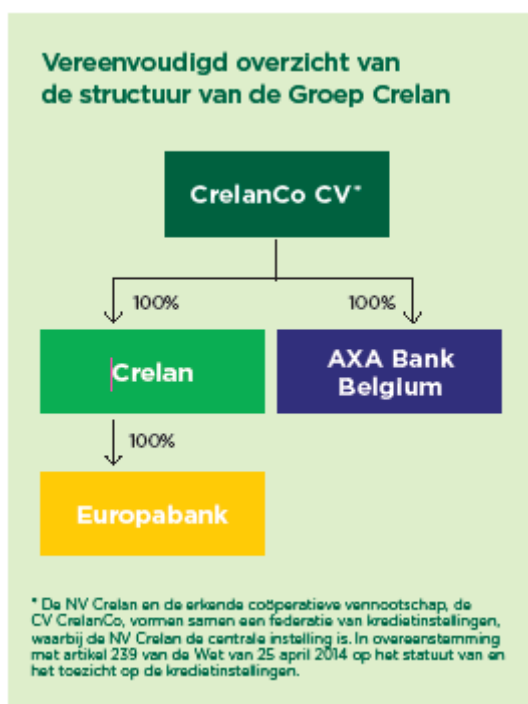 Vereenvoudigd overzicht van
de structuur van de Groep Crelan
CrelanCo CV*
100%
100%
Crelan
AXA Bank
Belgium
100%
Europabank
* De NV Crelan en de erkende coöperatieve vennootschap, de
CV CrelanCo, vormen samen een federatie van kredietinstellingen,
waarbij de NV Crelan de centrale instelling is. In overeenstemming
met artikel 239 van de Wet van 25 april 2014 op het statuut van en
het toezicht op de kredietinstellingen.